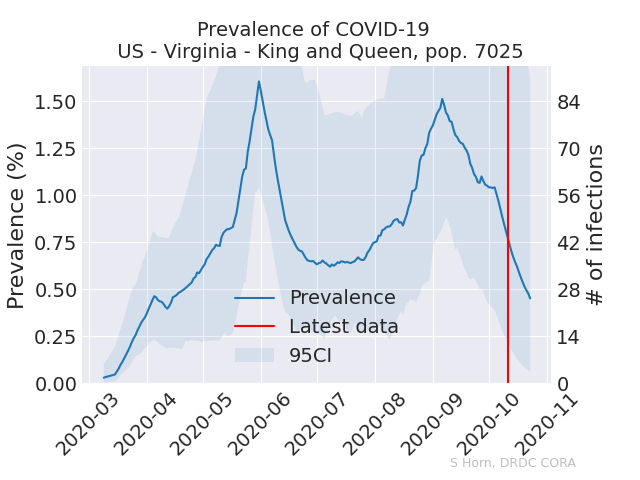 Prevalence of COVID-19
US - Virginia - King and Queen, pop. 7025
Prevalence (%)
1.50
1.25
1.00
0.75
0.50
0.25
0.00
84
70
56
42
28
14
0
# of infections
Prevalence
Latest data
95CI
2020-03
2020-04
2020-05
2020-06
2020-07
2020-08
2020-09
2020-10
2020-11
S Horn, DRDC CORA